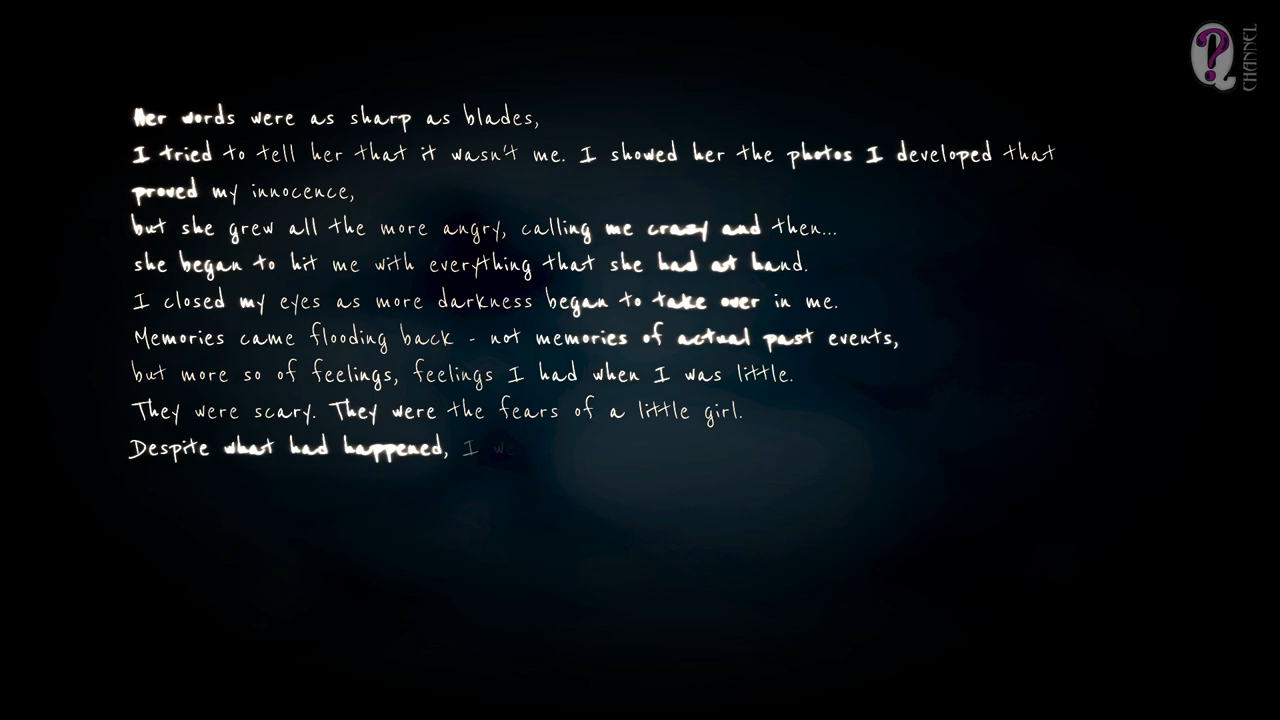 Her words were as sharp as blades,
I tried to tell her that it wasn't me. I showed her the photos I developed that
proved my innocence,
but she grew all the more angry, calling me crazy and then...
she began to hit me with everything that she had at hand.
I closed my eyes as more darkness began to take over in me.
Memories came flooding back - not memories of actual past events,
but more so of feelings, feelings I had when I was little.
They were scary. They were the fears of a little girl.
Despite what had happened, I we
? CHANNEL